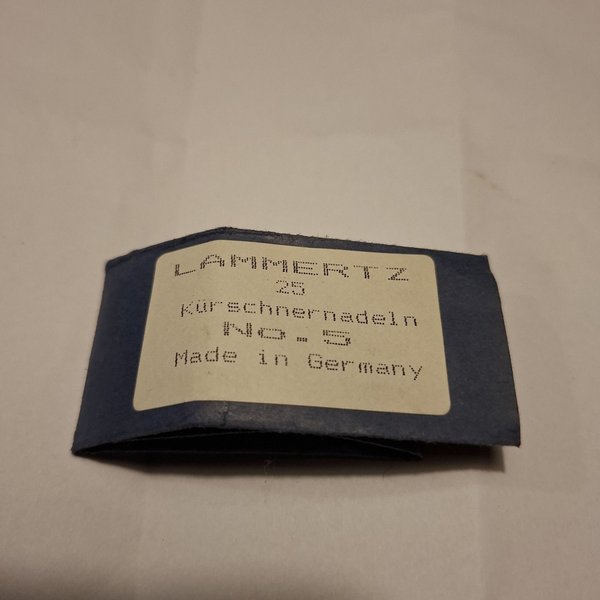 LAMMERTZ
25
Kürschnernadeln
No.5
Made in Germany